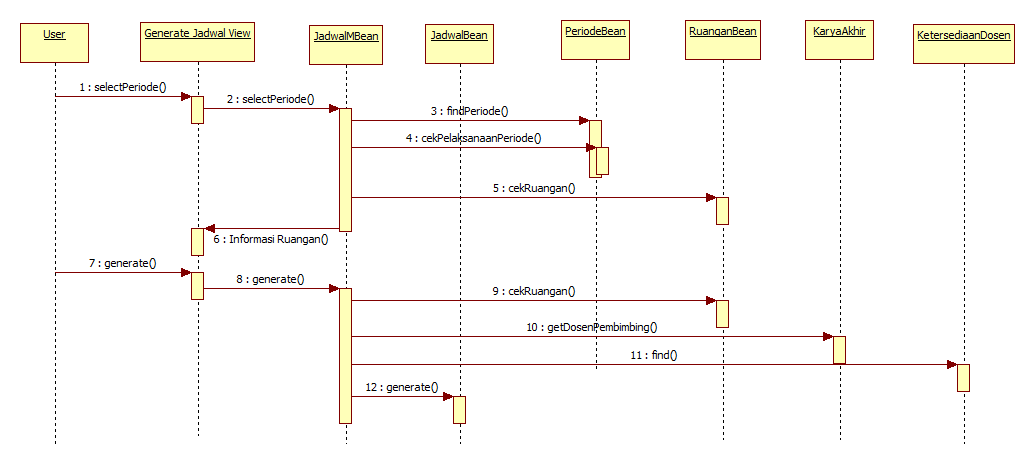 User
Generate Jadwal View
JadwalMBean
JadwalBean
PeriodeBean
RuanganBean
KaryaAkhir
KetersediaanDosen
1 : selectPeriode()
2 : selectPeriode()
3 : findPeriode()
4 : cekPelaksanaanPeriode()
5 : cekRuangan()
6 : Informasi Ruangan()
7 : generate()
8 : generate()
9 : cekRuangan()
10 : getDosenPembimbing()
11 : find()
12 : generate()